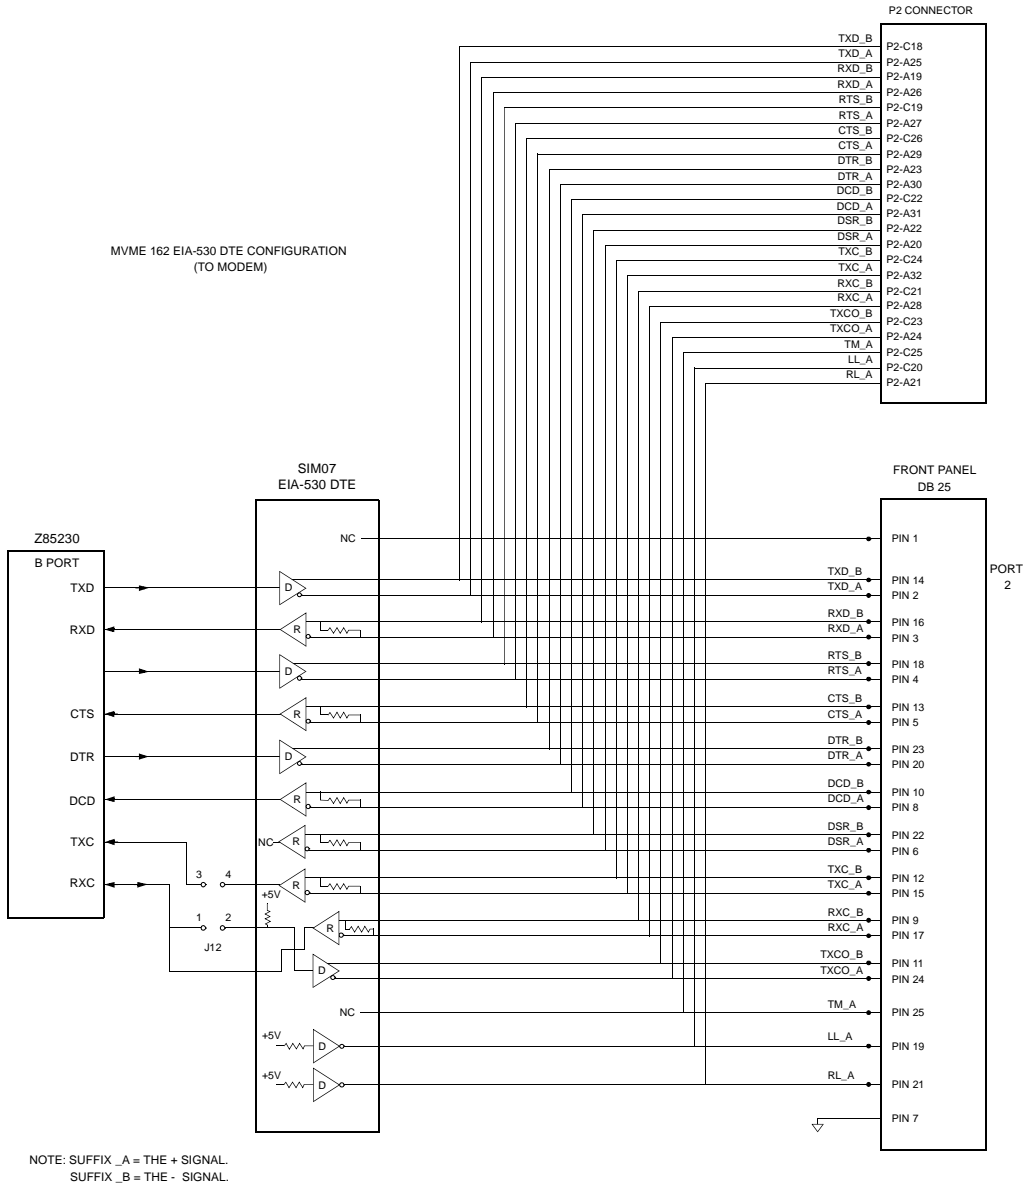 P2 CONNECTOR
TXD_B P2-C18
TXD_A P2-A25
RXD_B P2-A19
RXD_A P2-A26
RTS_B P2-C19
RTS_A P2-A27
CTS_B P2-C26
CTS_A P2-A29
DTR_B P2-A23
DTR_A P2-A30
DCD_B P2-C22
DCD_A P2-A31
DSR_B P2-A22
DSR_A P2-A20
TXC_B P2-C24
TXC_A P2-A32
RXC_B P2-C21
RXC_A P2-A28
TXCO_B P2-C23
TXCO_A P2-A24
TM_A P2-C25
LL_A P2-C20
RL_A P2-A21
MVME 162 EIA-530 DTE CONFIGURATION
(TO MODEM)
SIM07
EIA-530 DTE
FRONT PANEL
DB 25
Z85230
B PORT
PORT
2
NC PIN 1
TXD D TXD_B PIN 14
TXD_A PIN 2
RXD R RXD_B PIN 16
RXD_A PIN 3
D RTS_B PIN 18
RTS_A PIN 4
CTS R CTS_B PIN 13
CTS_A PIN 5
DTR D DTR_B PIN 23
DTR_A PIN 20
DCD R DCD_B PIN 10
DCD_A PIN 8
TXC NC R DSR_B PIN 22
DSR_A PIN 6
RXC 3 4 R TXC_B PIN 12
+5V TXC_A PIN 15
1 2 R RXC_B PIN 9
J12 RXC_A PIN 17
D TXCO_B PIN 11
TXCO_A PIN 24
NC TM_A PIN 25
+5V D LL_A PIN 19
+5V D RL_A PIN 21
PIN 7
NOTE: SUFFIX _A = THE + SIGNAL.
SUFFIX _B = THE - SIGNAL.